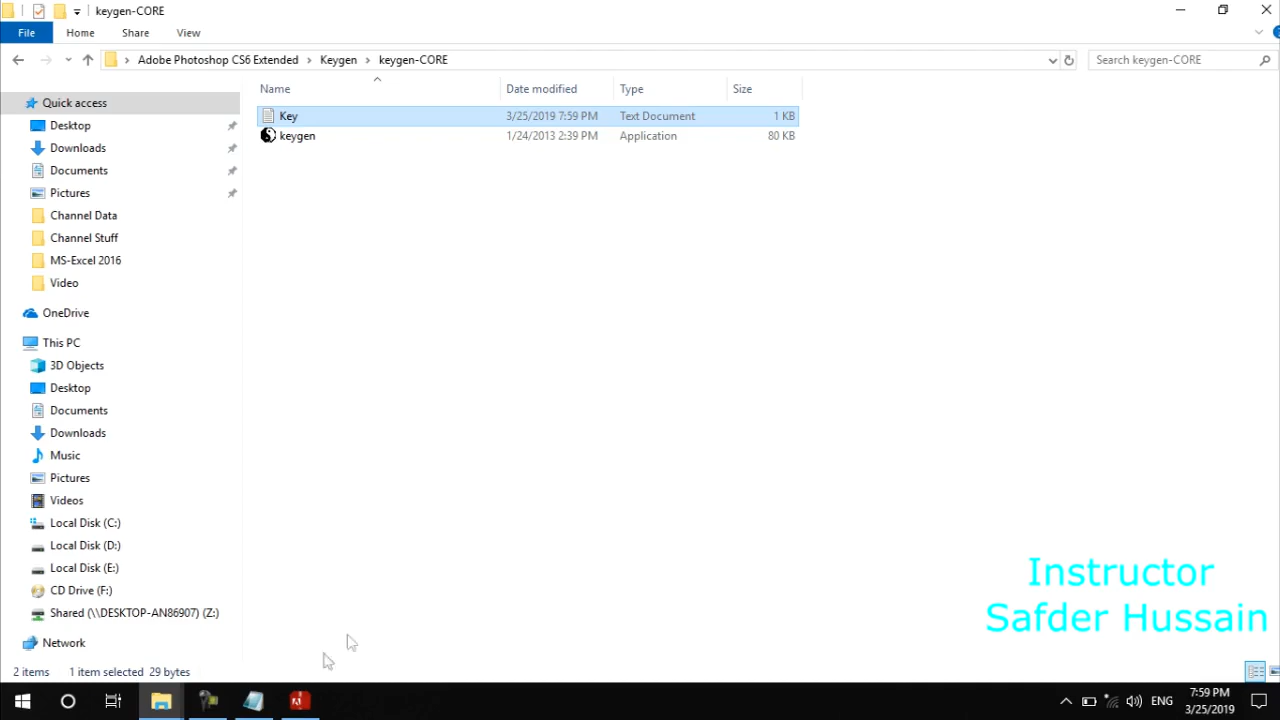 keygen-CORE
File Home Share View
Adobe Photoshop CS6 Extended Keygen keygen-CORE Search keygen-CORE
Name Date modified Type Size
Quick access
Key 3/25/2019 7:59 PM Text Document 1 KB
Desktop
keygen 1/24/2013 2:39 PM Application 80 KB
Downloads
Documents
Pictures
Channel Data
Channel Stuff
MS-Excel 2016
Video
OneDrive
This PC
3D Objects
Desktop
Documents
Downloads
Music
Pictures
Videos
Local Disk (C:)
Local Disk (D:)
Local Disk (E:)
CD Drive (F:)
Shared (\\DESKTOP-AN86907) (Z:)
Network
Instructor
Safder Hussain
2 items 1 item selected 29 bytes
ENG 7:59 PM
3/25/2019